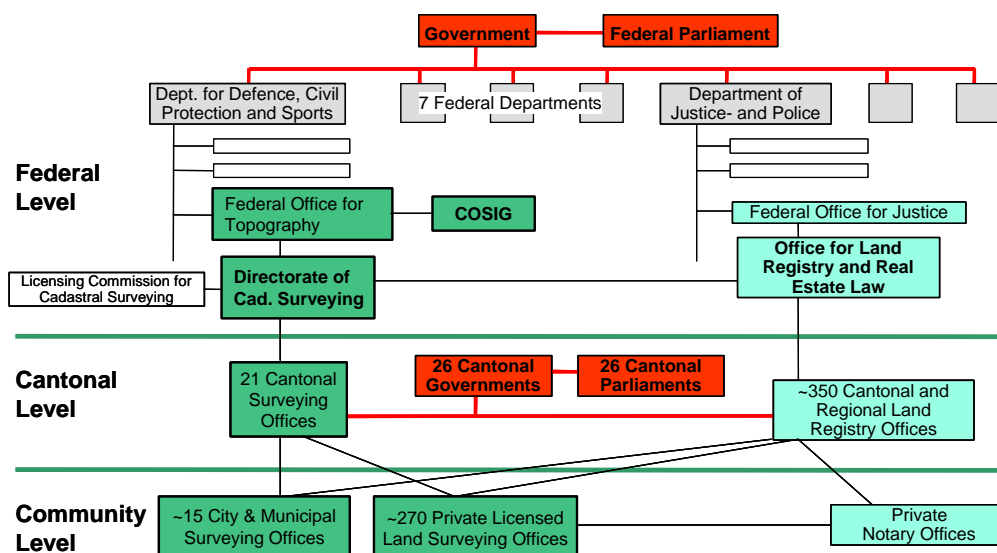 Government
Federal Parliament
Dept. for Defence, Civil
Protection and Sports
7 Federal Departments
Department of
Justice- and Police
Federal
Level
Federal Office for
Topography
COSIG
Federal Office for Justice
Licensing Commission for
Cadastral Surveying
Directorate of
Cad. Surveying
Office for Land
Registry and Real
Estate Law
Cantonal
Level
21 Cantonal
Surveying
Offices
26 Cantonal
Governments
26 Cantonal
Parliaments
~350 Cantonal and
Regional Land
Registry Offices
Community
Level
~15 City & Municipal
Surveying Offices
~270 Private Licensed
Land Surveying Offices
Private
Notary Offices